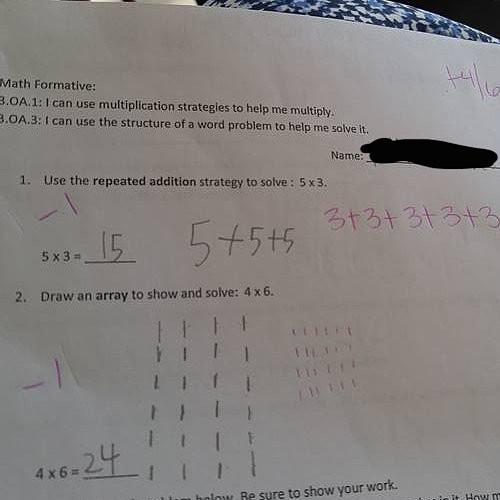 +4/6
Math Formative:
3.OA.1: I can use multiplication strategies to help me multiply.
3.OA.3: I can use the structure of a word problem to help me solve it.
Name:
1. Use the repeated addition strategy to solve : 5 x 3.
-1
3+3+3+3+3
5 x 3 = 15 5+5+5
2. Draw an array to show and solve: 4 x 6.
-1
4 x 6 = 24
below. Be sure to show your work.
in it. How m